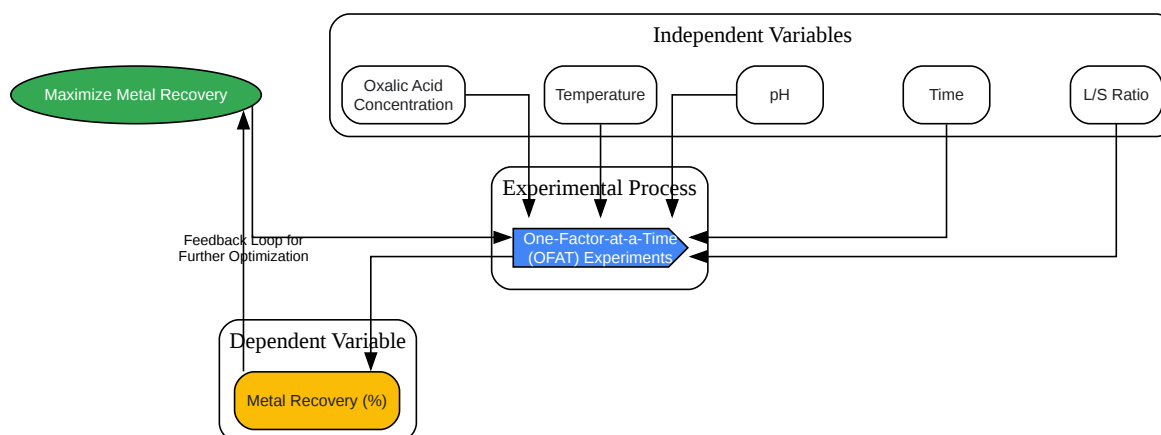 Independent Variables
Maximize Metal Recovery
Oxalic Acid
Concentration
Temperature
pH
Time
L/S Ratio
Experimental Process
One-Factor-at-a-Time
(OFAT) Experiments
Feedback Loop for
Further Optimization
Dependent Variable
Metal Recovery (%)